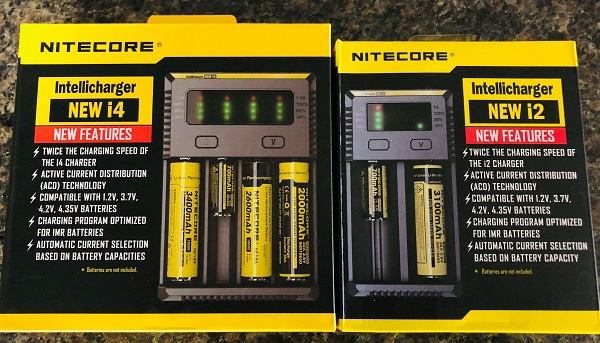 NITECORE®
Intellicharger
NEW i4
NEW FEATURES
TWICE THE CHARGING SPEED OF
THE I4 CHARGER
ACTIVE CURRENT DISTRIBUTION
(ACD) TECHNOLOGY
COMPATIBLE WITH 1.2V, 3.7V,
4.2V, 4.35V BATTERIES
CHARGING PROGRAM OPTIMIZED
FOR IMR BATTERIES
AUTOMATIC CURRENT SELECTION
BASED ON BATTERY CAPACITIES
* Batteries are not included.
C
V
3400mAh
700mAh
2600mAh
2000mAh
NITECORE®
Intellicharger
NEW i2
NEW FEATURES
TWICE THE CHARGING SPEED OF
THE i2 CHARGER
ACTIVE CURRENT DISTRIBUTION
(ACD) TECHNOLOGY
COMPATIBLE WITH 1.2V, 3.7V,
4.2V, 4.35V BATTERIES
CHARGING PROGRAM OPTIMIZED
FOR IMR BATTERIES
AUTOMATIC CURRENT SELECTION
BASED ON BATTERY CAPACITY
* Batteries are not included.
C
V
700mAh
3100mAh